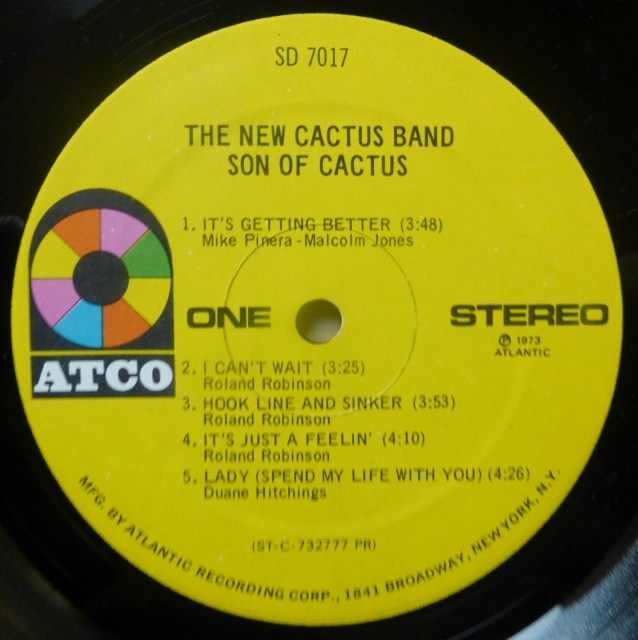 SD 7017
THE NEW CACTUS BAND
SON OF CACTUS
1. IT'S GETTING BETTER (3:48)
Mike Pinera - Malcolm Jones
ATCO
ONE
STEREO
Ⓟ 1973
ATLANTIC
2. I CAN'T WAIT (3:25)
Roland Robinson
3. HOOK LINE AND SINKER (3:53)
Roland Robinson
4. IT'S JUST A FEELIN' (4:10)
Roland Robinson
5. LADY (SPEND MY LIFE WITH YOU) (4:26)
Duane Hitchings
(ST-C-732777 PR)
MFG. BY ATLANTIC RECORDING CORP., 1841 BROADWAY, NEW YORK, N.Y.